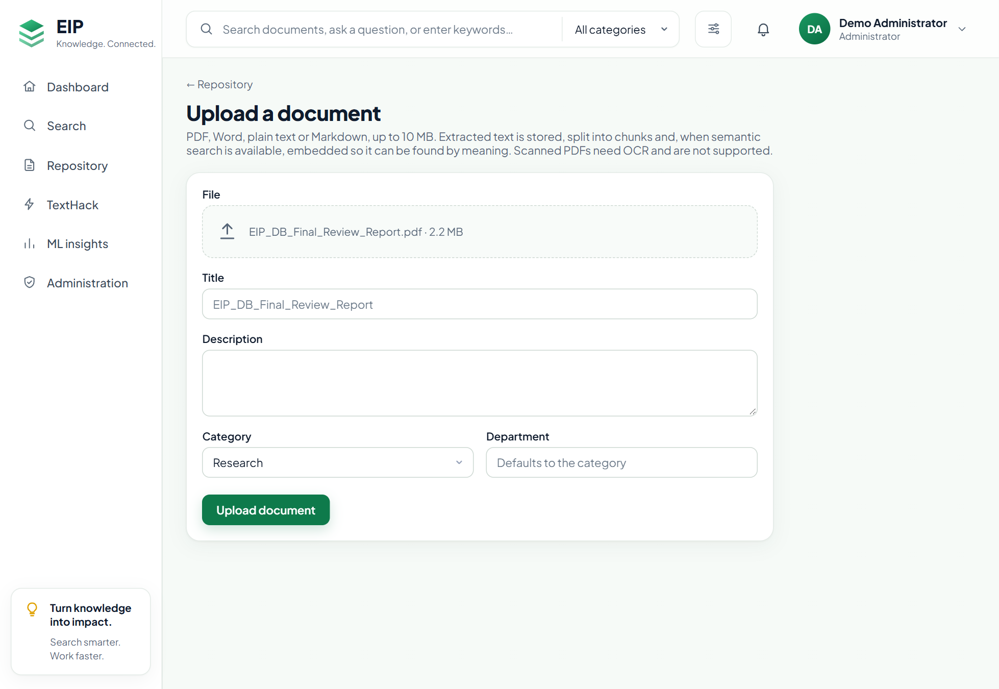 EIP
Knowledge. Connected.
Dashboard
Search
Repository
TextHack
ML insights
Administration
Turn knowledge
into impact.
Search smarter.
Work faster.
Search documents, ask a question, or enter keywords...
All categories
DA
Demo Administrator
Administrator
← Repository
Upload a document
PDF, Word, plain text or Markdown, up to 10 MB. Extracted text is stored, split into chunks and, when semantic
search is available, embedded so it can be found by meaning. Scanned PDFs need OCR and are not supported.
File
EIP_DB_Final_Review_Report.pdf · 2.2 MB
Title
EIP_DB_Final_Review_Report
Description
Category
Department
Research
Defaults to the category
Upload document